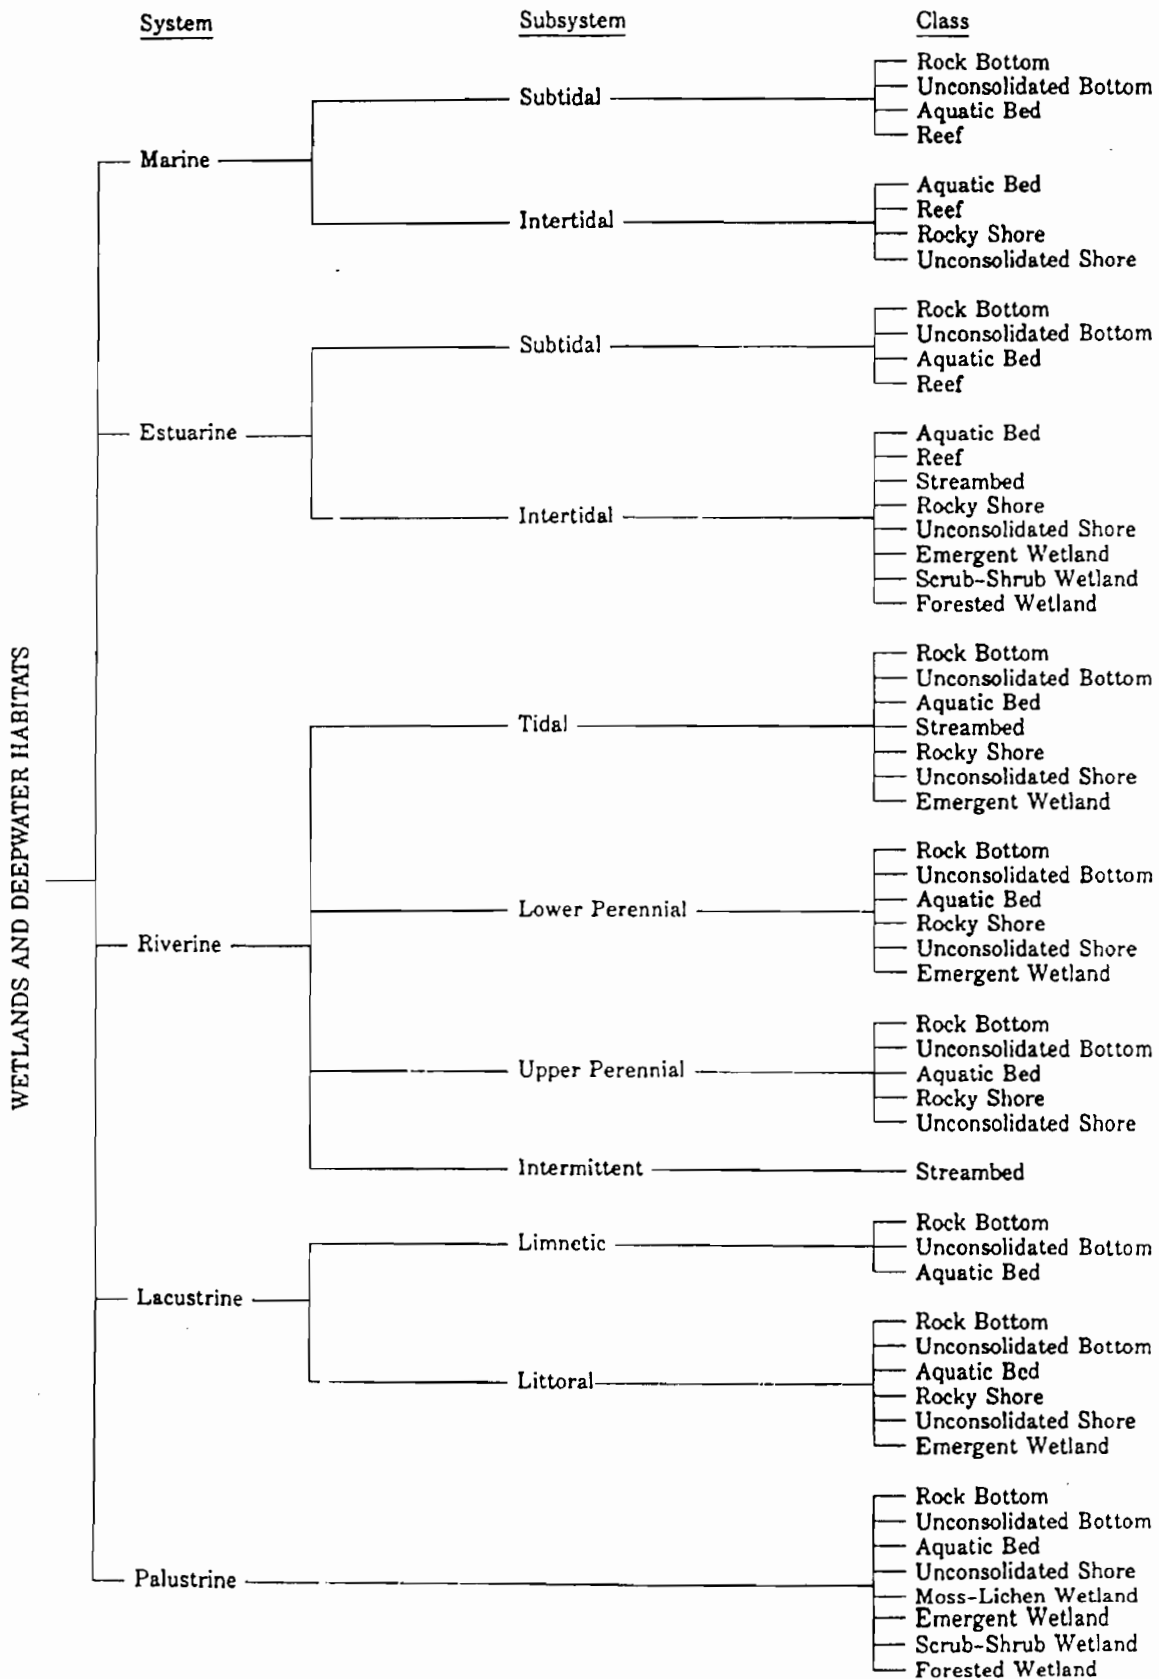 System Subsystem Class
WETLANDS AND DEEPWATER HABITATS
Marine
Subtidal
Rock Bottom
Unconsolidated Bottom
Aquatic Bed
Reef
Intertidal
Aquatic Bed
Reef
Rocky Shore
Unconsolidated Shore
Estuarine
Subtidal
Rock Bottom
Unconsolidated Bottom
Aquatic Bed
Reef
Intertidal
Aquatic Bed
Reef
Streambed
Rocky Shore
Unconsolidated Shore
Emergent Wetland
Scrub-Shrub Wetland
Forested Wetland
Riverine
Tidal
Rock Bottom
Unconsolidated Bottom
Aquatic Bed
Streambed
Rocky Shore
Unconsolidated Shore
Emergent Wetland
Lower Perennial
Rock Bottom
Unconsolidated Bottom
Aquatic Bed
Rocky Shore
Unconsolidated Shore
Emergent Wetland
Upper Perennial
Rock Bottom
Unconsolidated Bottom
Aquatic Bed
Rocky Shore
Unconsolidated Shore
Intermittent
Streambed
Lacustrine
Limnetic
Rock Bottom
Unconsolidated Bottom
Aquatic Bed
Littoral
Rock Bottom
Unconsolidated Bottom
Aquatic Bed
Rocky Shore
Unconsolidated Shore
Emergent Wetland
Palustrine
Rock Bottom
Unconsolidated Bottom
Aquatic Bed
Unconsolidated Shore
Moss-Lichen Wetland
Emergent Wetland
Scrub-Shrub Wetland
Forested Wetland